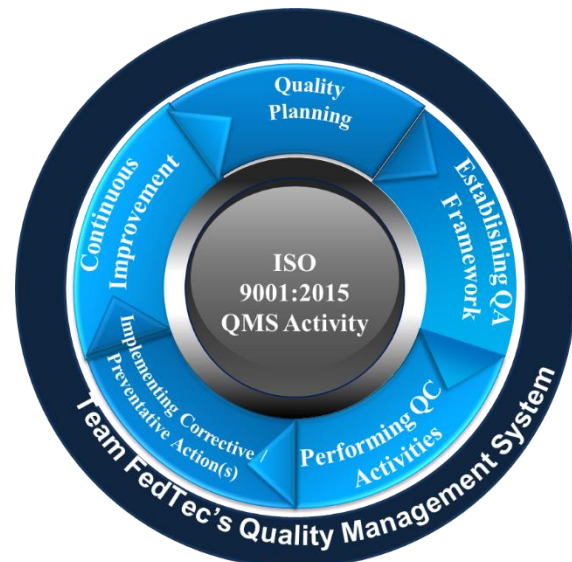 Quality
Planning
Establishing QA
Framework
Performing QC
Activities
Implementing Corrective /
Preventative Action(s)
Continuous
Improvement
ISO
9001:2015
QMS Activity
Team FedTec's Quality Management System